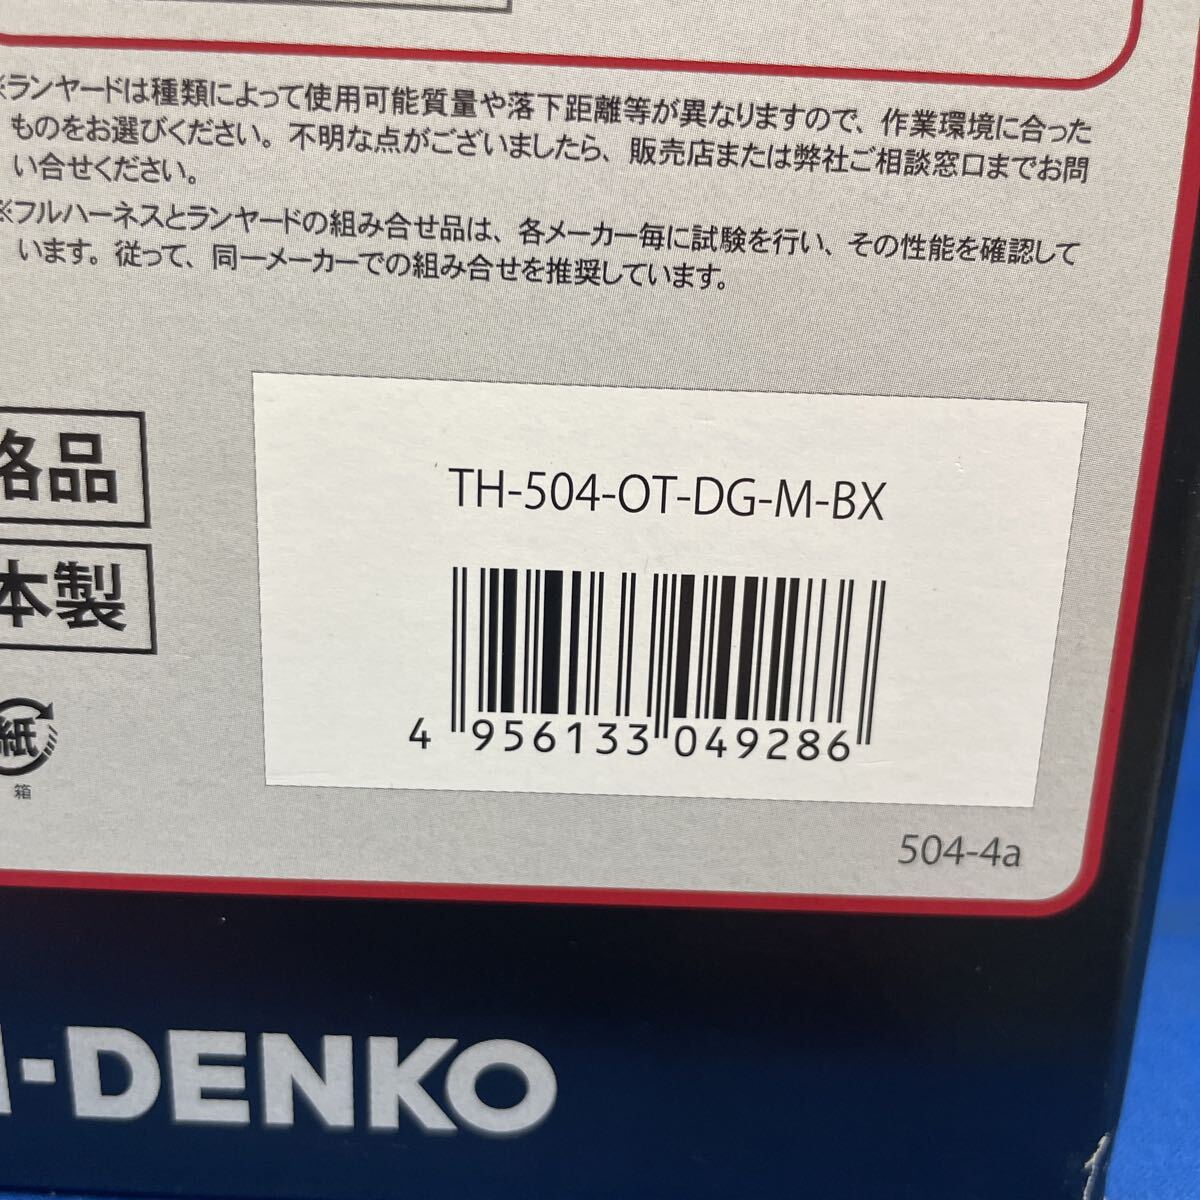 ※ランヤードは種類によって使用可能質量や落下距離等が異なりますので、作業環境に合った
ものをお選びください。不明な点がございましたら、販売店または弊社ご相談窓口までお問
い合せください。
※フルハーネスとランヤードの組み合せ品は、各メーカー毎に試験を行い、その性能を確認して
います。従って、同一メーカーでの組み合せを推奨しています。
格品
本製
紙
箱
TH-504-OT-DG-M-BX
4 956133 049286
504-4a
-DENKO